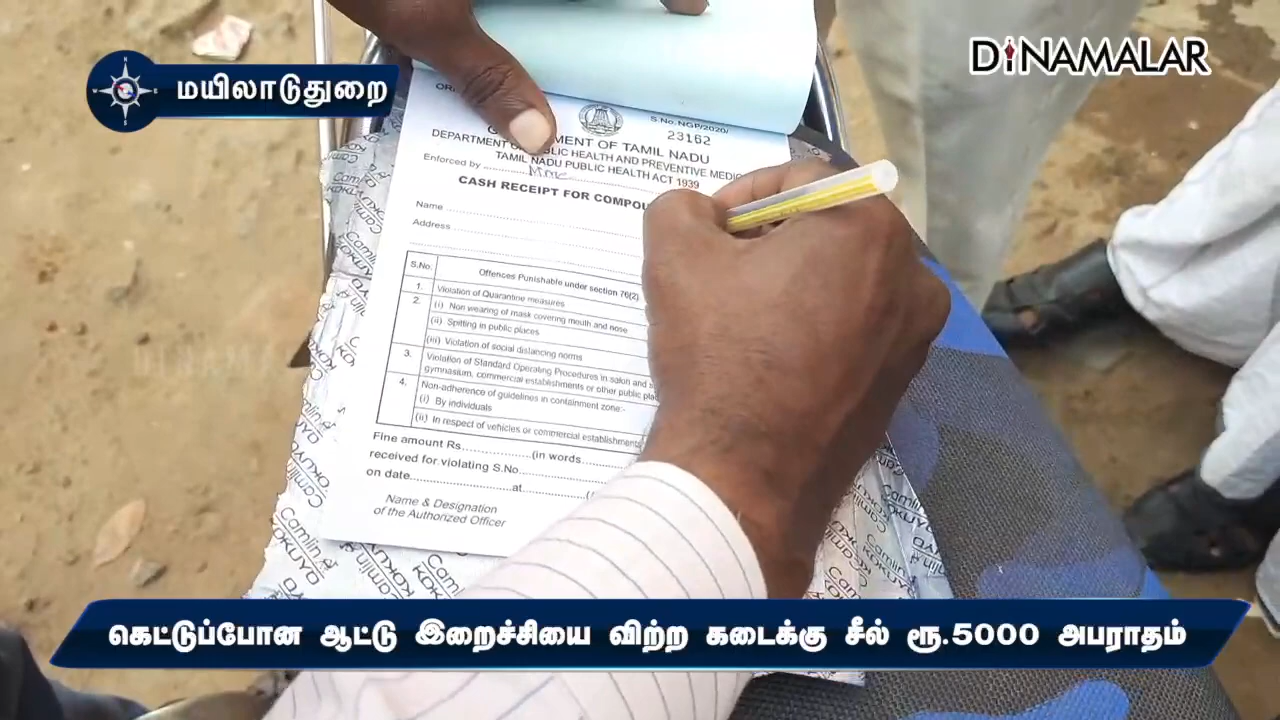 DINAMALAR
மயிலாடுதுறை
S.No. NGP/2020/
23162
MENT OF TAMIL NADU
DEPARTMENT PUBLIC HEALTH AND PREVENTIVE
TAMIL NADU PUBLIC HEALTH ACT 1939
Enforced by
CASH RECEIPT FOR
Name
Address
S.No. Offences Punishable under section 76(2)
1. Violation of Quarantine measures
2. (i) Non wearing of mask covering mouth and nose
(ii) Spitting in public places
(iii) Violation of social distancing norms
3. Violation of Standard Operating Procedures in salon and
gymnasium, commercial establishments or other public
4. Non-adherence of guidelines in containment zone:-
(i) By individuals
(ii) In respect of vehicles or commercial establishments
Fine amount Rs.............(in words
received for violating S.No
on date..............at
Name & Designation
of the Authorized Officer
Camlin
KOKUYO
கெட்டுப்போன ஆட்டு இறைச்சியை விற்ற கடைக்கு சீல் ரூ.5000 அபராதம்